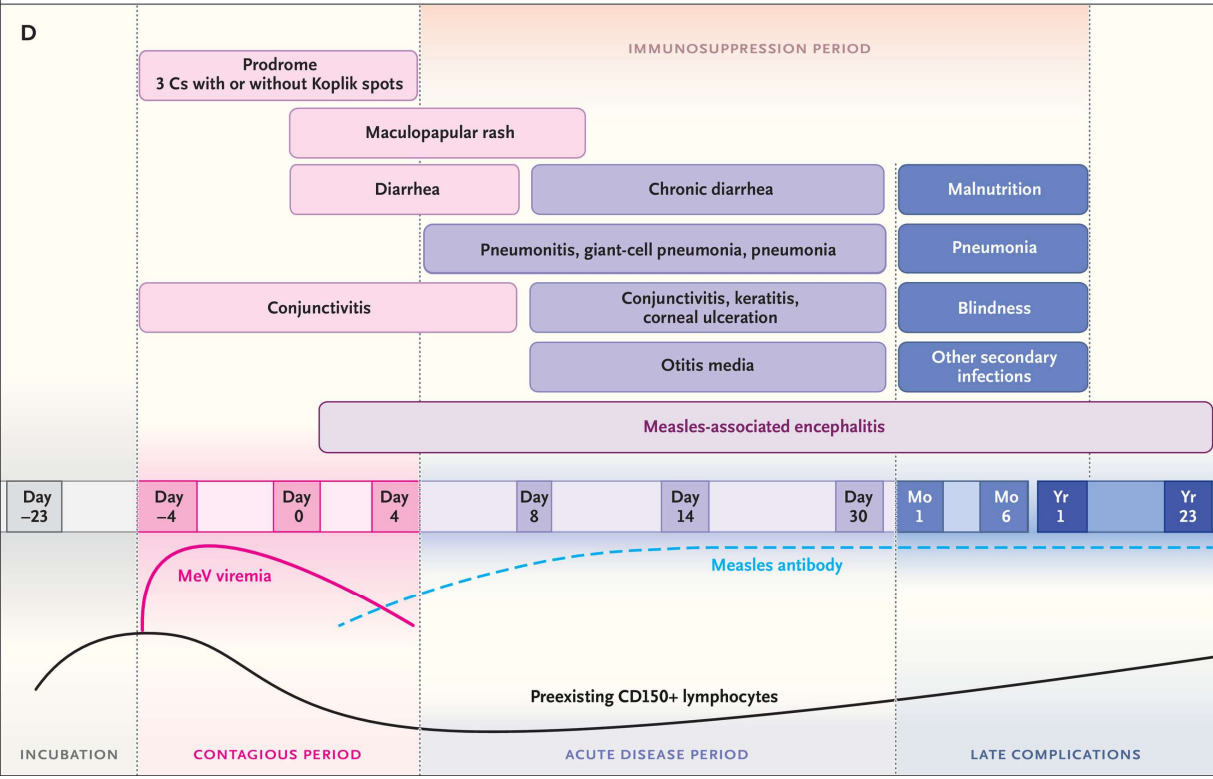 D
IMMUNOSUPPRESSION PERIOD
Prodrome
3 Cs with or without Koplik spots
Maculopapular rash
Diarrhea
Chronic diarrhea
Malnutrition
Pneumonitis, giant-cell pneumonia, pneumonia
Pneumonia
Conjunctivitis
Conjunctivitis, keratitis,
corneal ulceration
Blindness
Otitis media
Other secondary
infections
Measles-associated encephalitis
Day
–23
Day
–4
Day
0
Day
4
Day
8
Day
14
Day
30
Mo
1
Mo
6
Yr
1
Yr
23
MeV viremia
Measles antibody
Preexisting CD150+ lymphocytes
INCUBATION
CONTAGIOUS PERIOD
ACUTE DISEASE PERIOD
LATE COMPLICATIONS